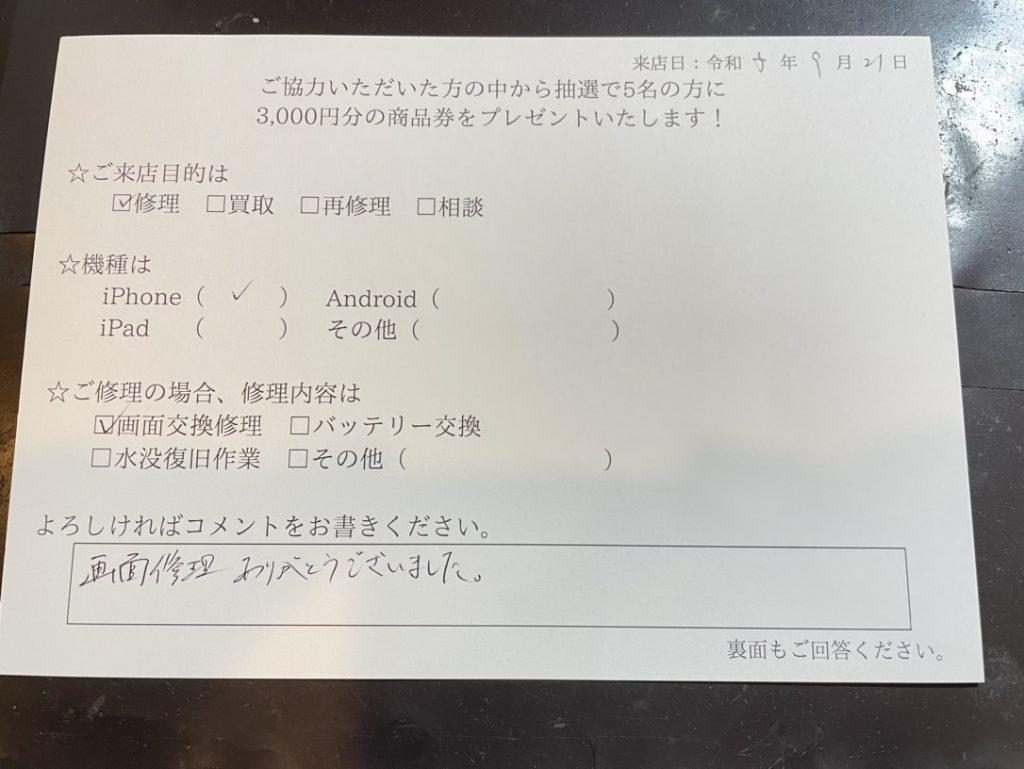 来店日：令和 年 9 月 21 日
ご協力いただいた方の中から抽選で5名の方に
3,000円分の商品券をプレゼントいたします！
☆ご来店目的は
☑修理 □買取 □再修理 □相談
☆機種は
iPhone（ ✓ ） Android（ ）
iPad （ ） その他（ ）
☆ご修理の場合、修理内容は
☑画面交換修理 □バッテリー交換
□水没復旧作業 □その他（ ）
よろしければコメントをお書きください。
画面修理 ありがとうございました。
裏面もご回答ください。